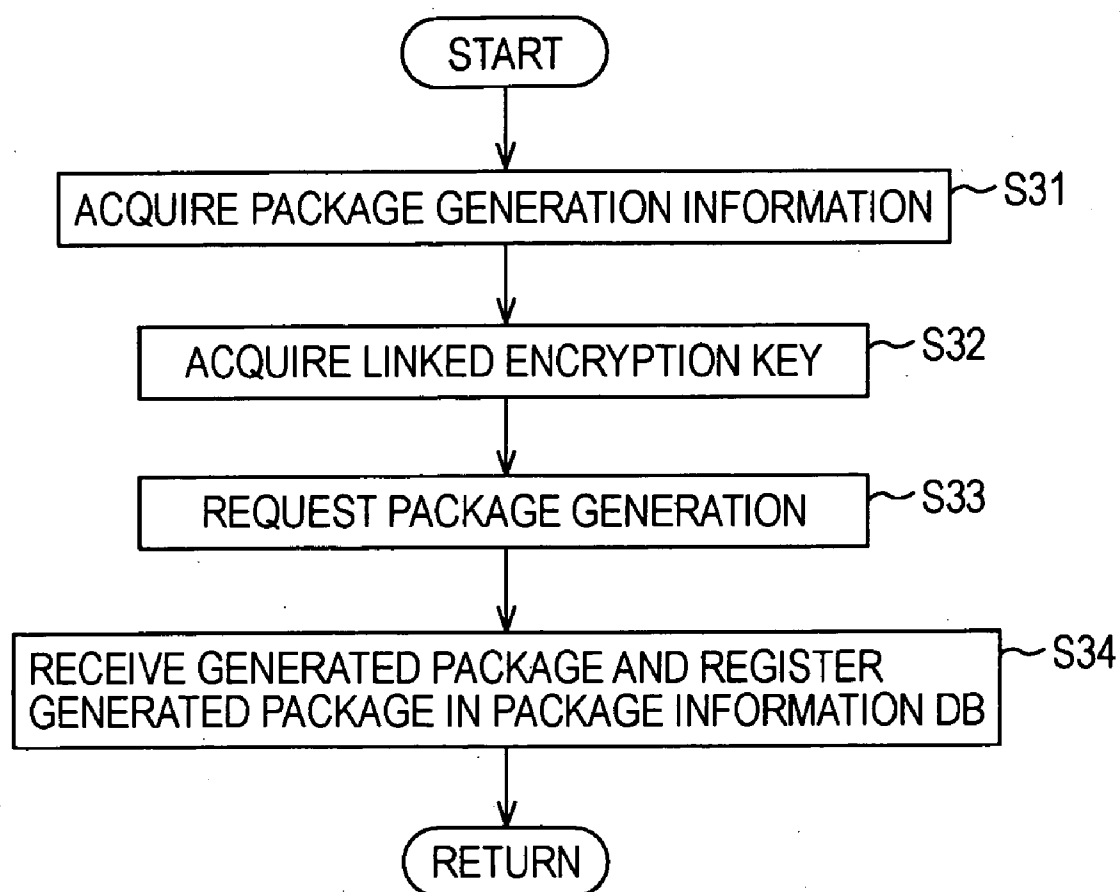 START
ACQUIRE PACKAGE GENERATION INFORMATION
S31
ACQUIRE LINKED ENCRYPTION KEY
S32
REQUEST PACKAGE GENERATION
S33
RECEIVE GENERATED PACKAGE AND REGISTER
GENERATED PACKAGE IN PACKAGE INFORMATION DB
S34
RETURN